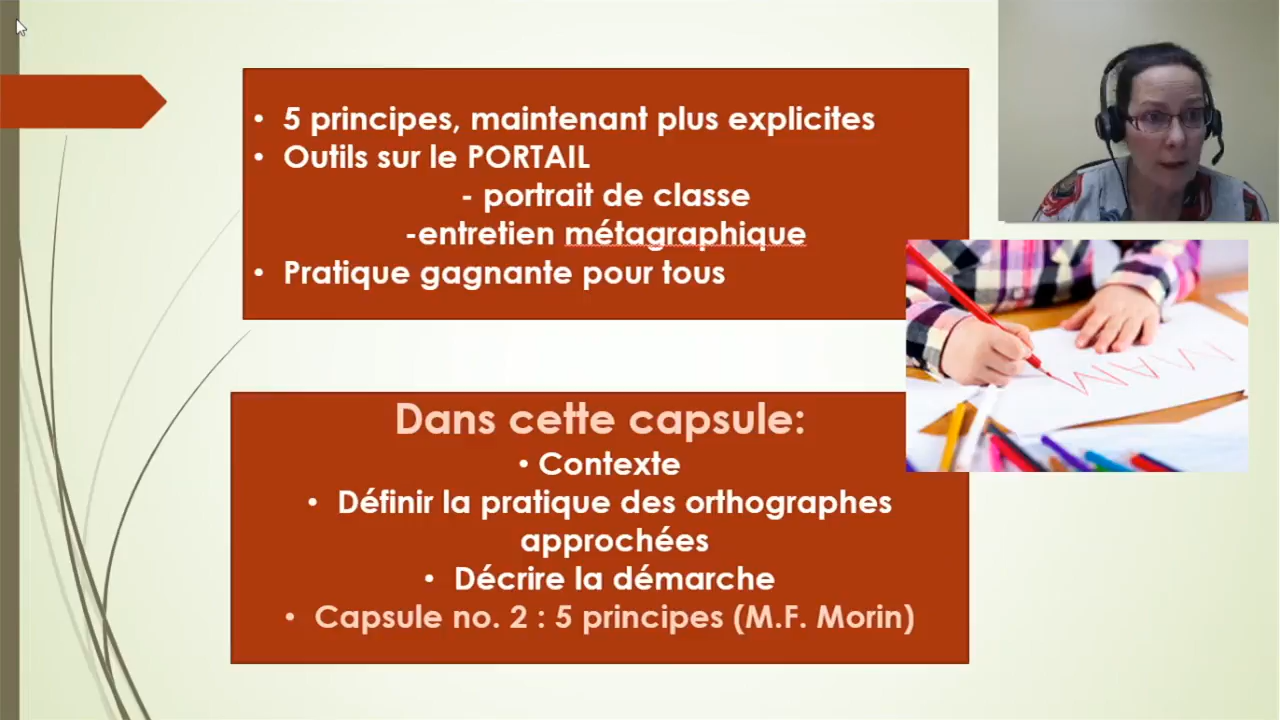 • 5 principes, maintenant plus explicites
• Outils sur le PORTAIL
- portrait de classe
-entretien métagraphique
• Pratique gagnante pour tous
MAM
Dans cette capsule:
• Contexte
• Définir la pratique des orthographes
approchées
• Décrire la démarche
• Capsule no. 2 : 5 principes (M.F. Morin)